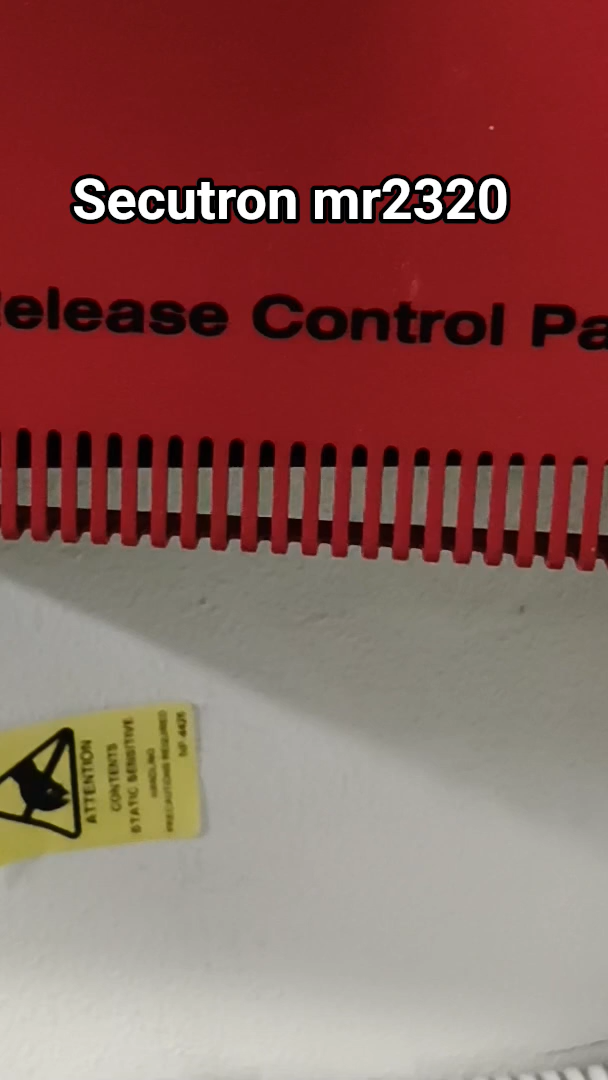 Secutron mr2320
elease Control Pa
ATTENTION
CONTENTS
STATIC SENSITIVE
HANDLING
PRECAUTIONS REQUIRED